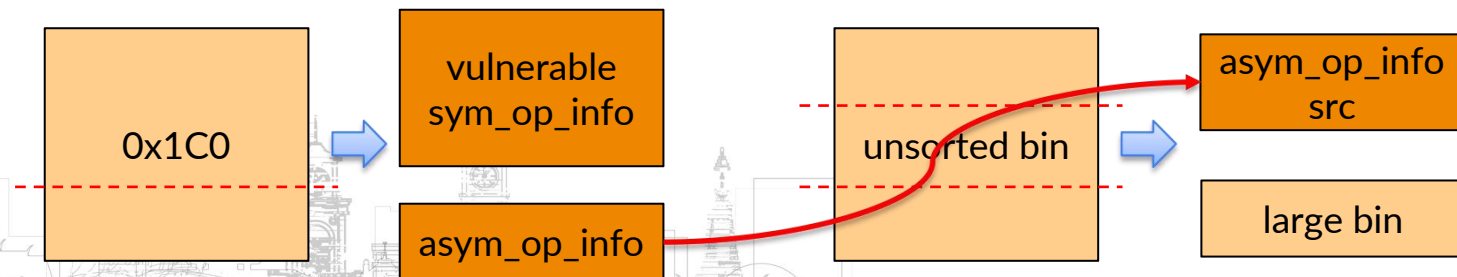 0x1C0
vulnerable
sym_op_info
asym_op_info
unsorted bin
asym_op_info
src
large bin